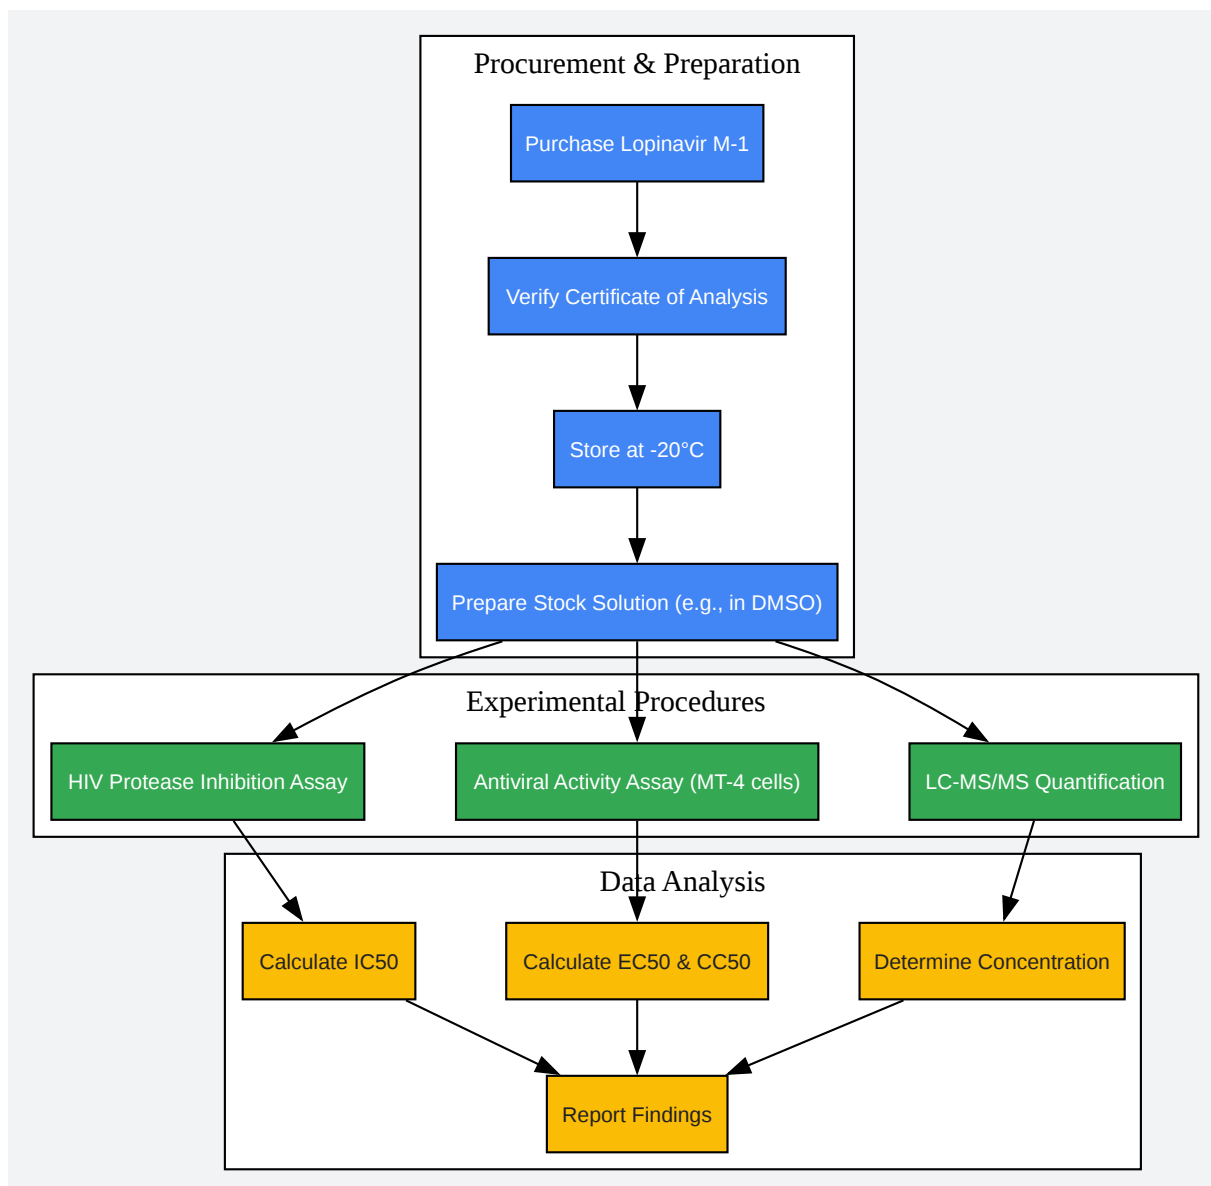 Procurement & Preparation
Purchase Lopinavir M-1
Verify Certificate of Analysis
Store at -20°C
Prepare Stock Solution (e.g., in DMSO)
Experimental Procedures
HIV Protease Inhibition Assay
Antiviral Activity Assay (MT-4 cells)
LC-MS/MS Quantification
Data Analysis
Calculate IC50
Calculate EC50 & CC50
Determine Concentration
Report Findings